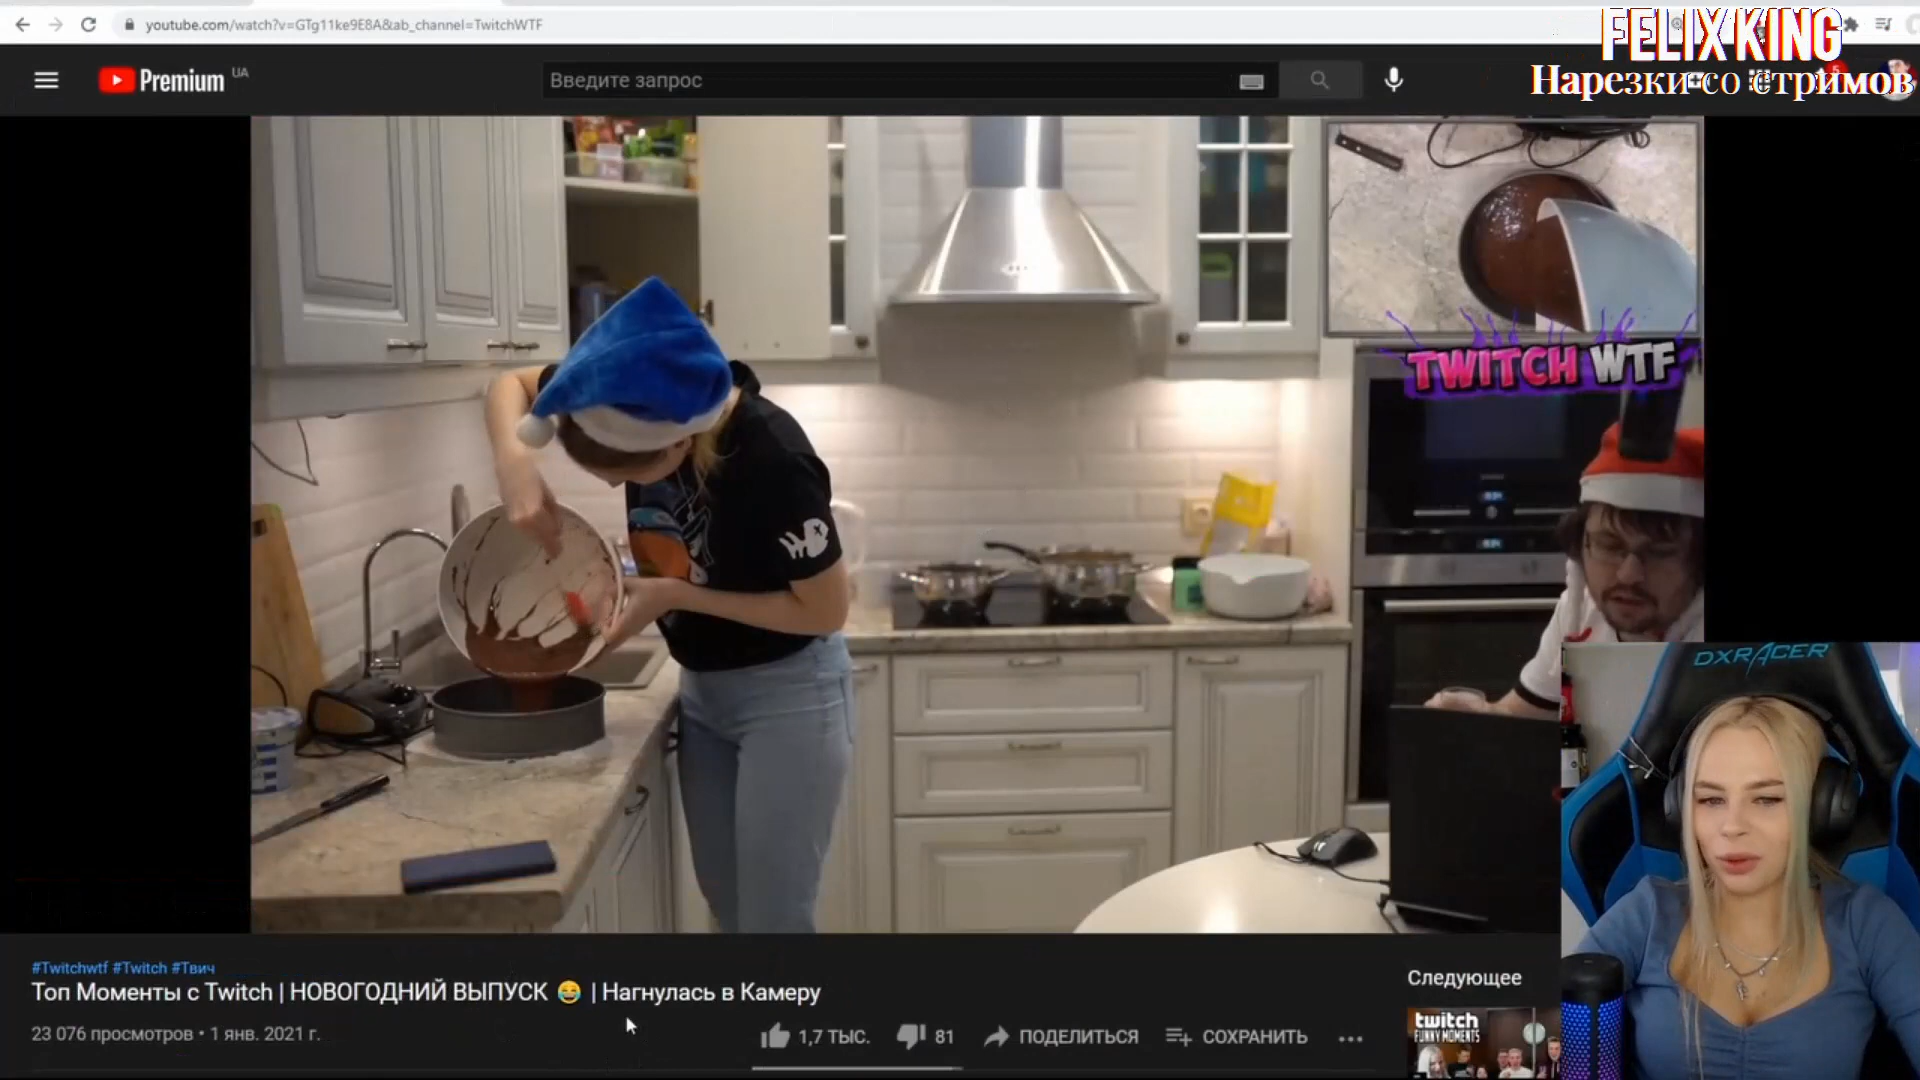 youtube.com/watch?v=GTg11ke9E8A&ab_channel=TwitchWTF
FELIX KING
Premium UA
Введите запрос
Нарезки со стримов
TWITCH WTF
DXRACER
#Twitchwtf #Twitch #Твич
Топ Моменты с Twitch | НОВОГОДНИЙ ВЫПУСК 😂 | Нагнулась в Камеру
23 076 просмотров • 1 янв. 2021 г.
1,7 ТЫС.
81
ПОДЕЛИТЬСЯ
СОХРАНИТЬ
Следующее
twitch
FUNNY MOMENTS